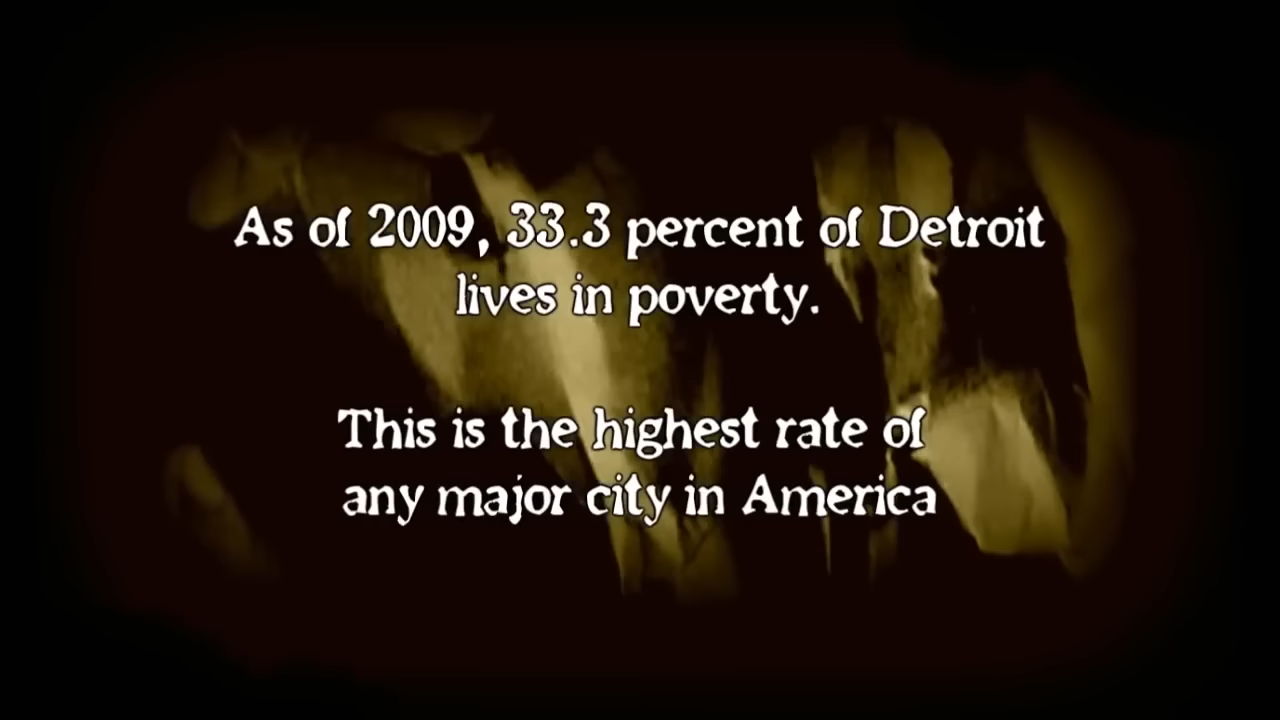 As of 2009, 33.3 percent of Detroit
lives in poverty.
This is the highest rate of
any major city in America